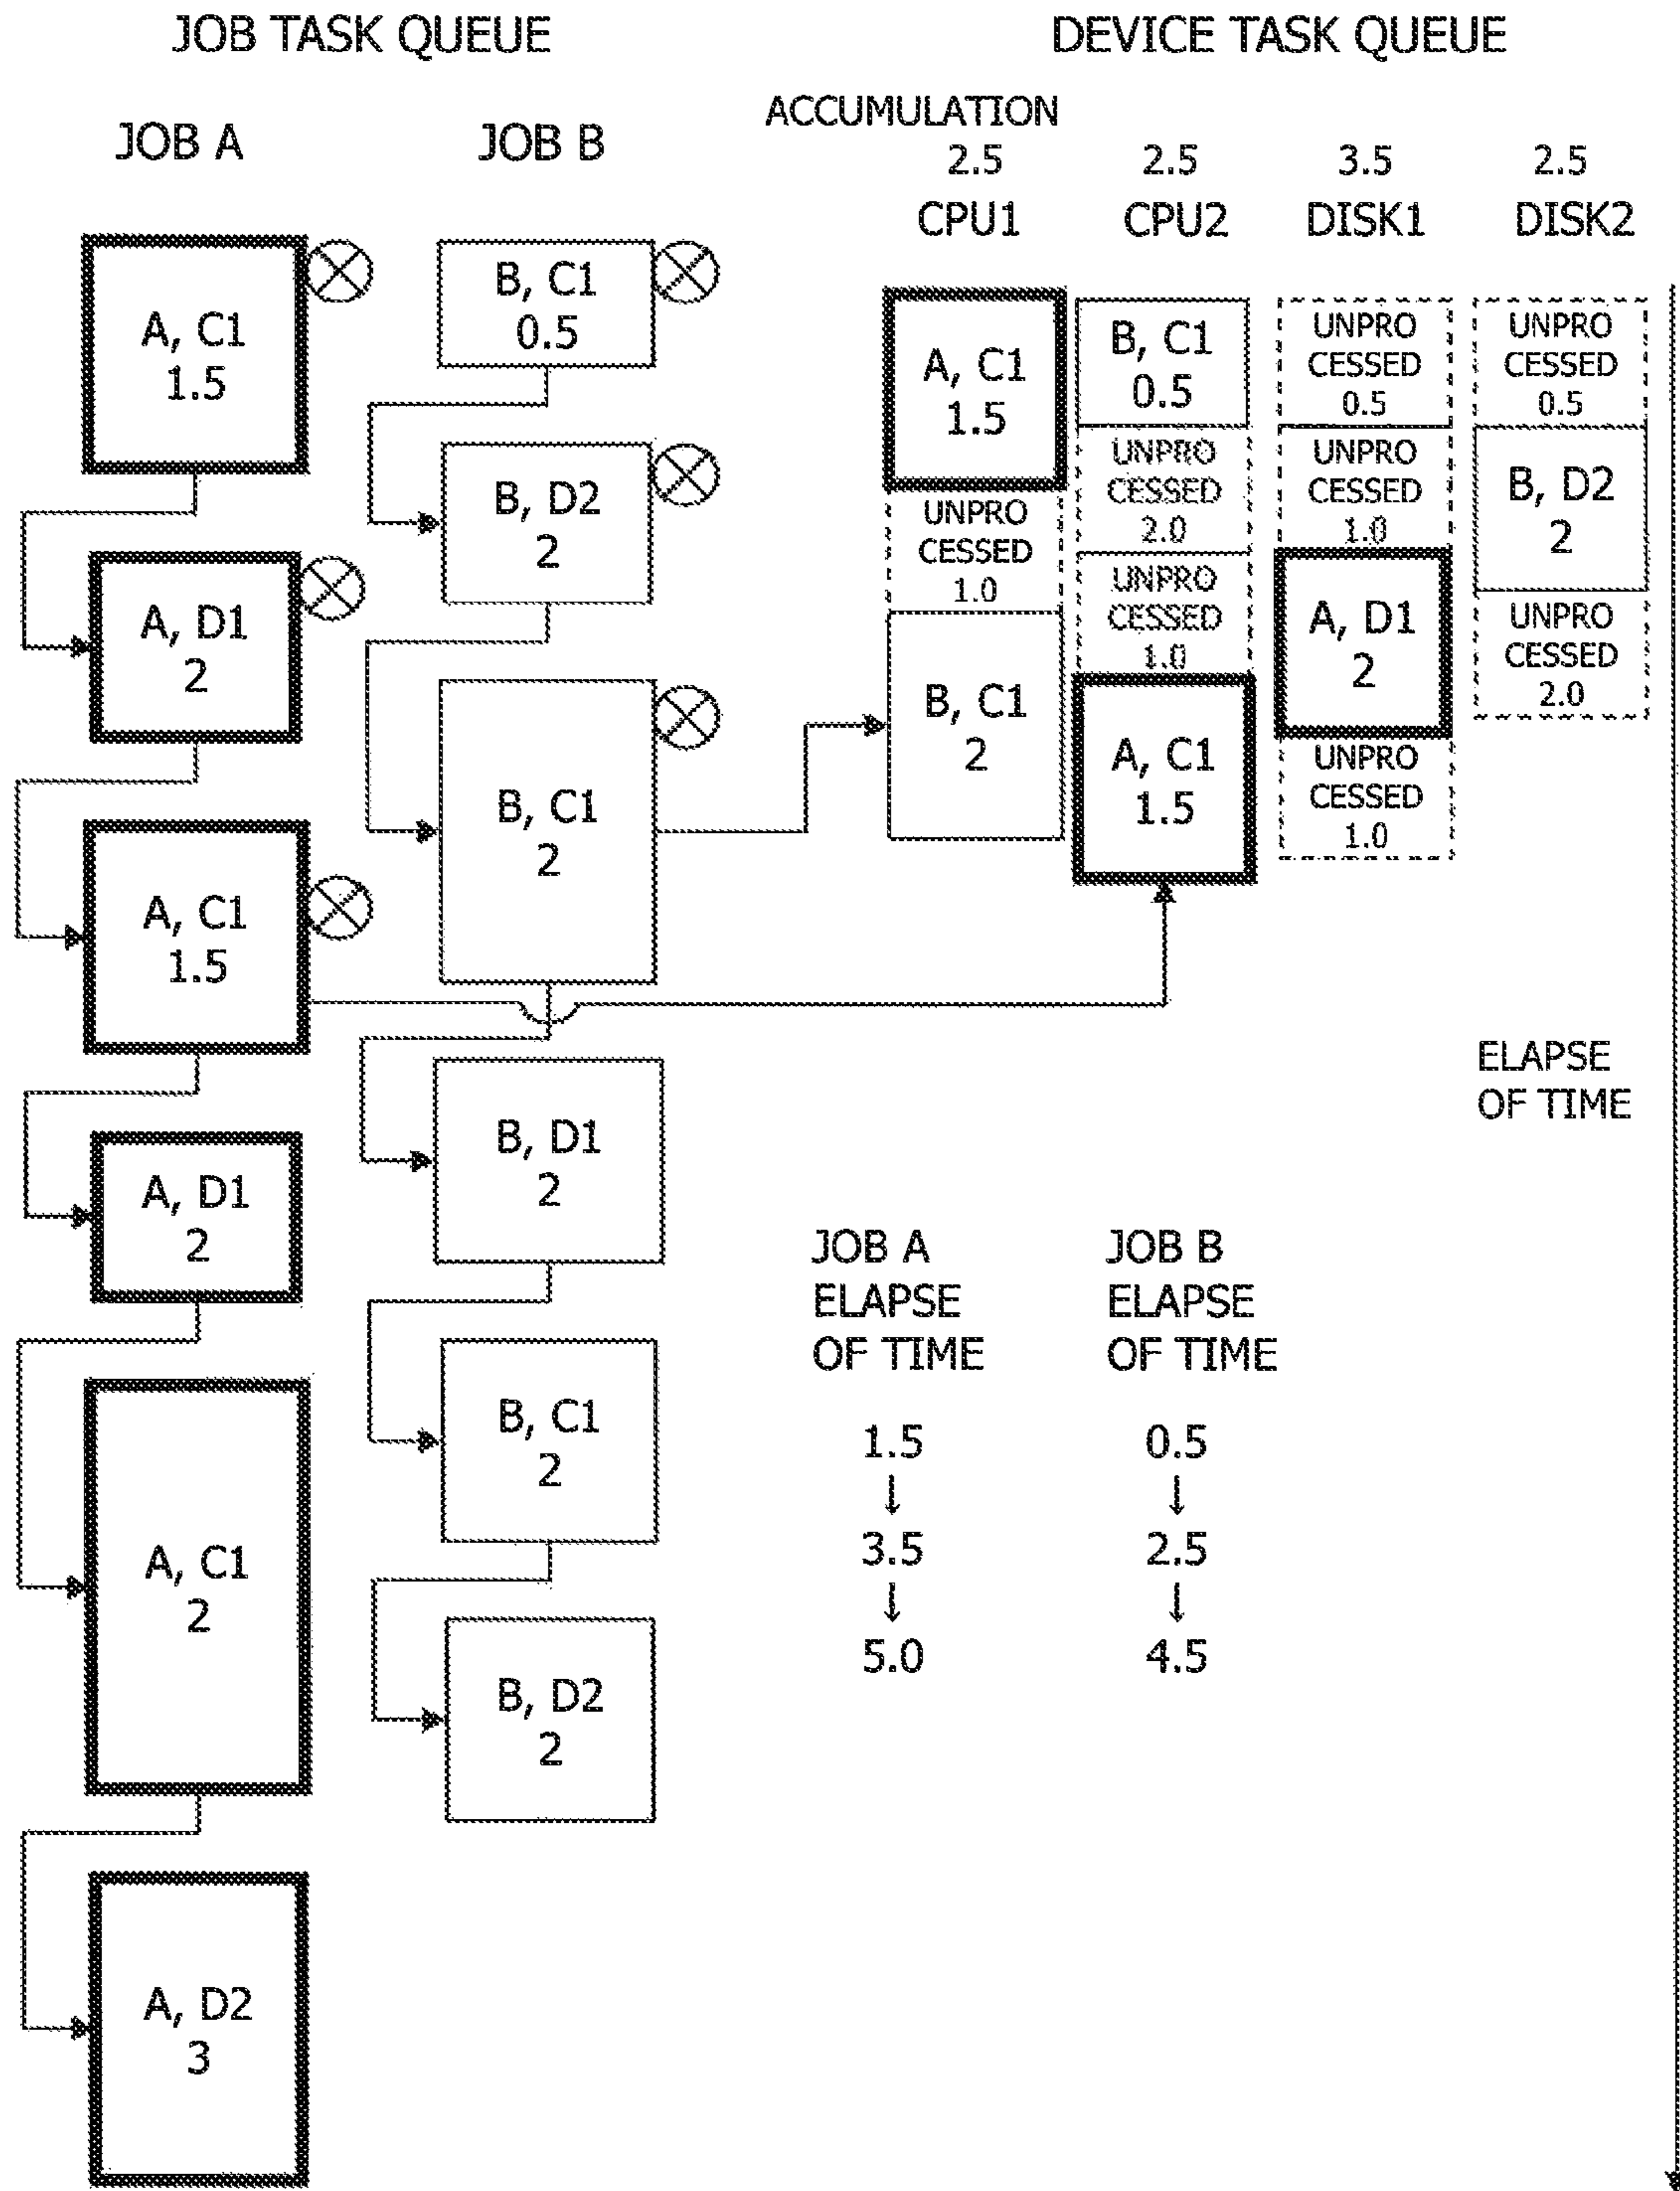 JOB TASK QUEUE
JOB A
JOB B
A, C1
1.5
A, D1
2
A, C1
1.5
A, D1
2
A, C1
2
A, D2
3
B, C1
0.5
B, D2
2
B, C1
2
B, D1
2
B, C1
2
B, D2
2
DEVICE TASK QUEUE
ACCUMULATION
2.5
2.5
3.5
2.5
CPU1
CPU2
DISK1
DISK2
A, C1
1.5
UNPRO
CESSED
1.0
B, C1
2
B, C1
0.5
UNPRO
CESSED
2.0
UNPRO
CESSED
1.0
A, C1
1.5
UNPRO
CESSED
0.5
UNPRO
CESSED
1.0
A, D1
2
UNPRO
CESSED
1.0
UNPRO
CESSED
0.5
B, D2
2
UNPRO
CESSED
2.0
ELAPSE
OF TIME
JOB A
ELAPSE
OF TIME
1.5
↓
3.5
↓
5.0
JOB B
ELAPSE
OF TIME
0.5
↓
2.5
↓
4.5